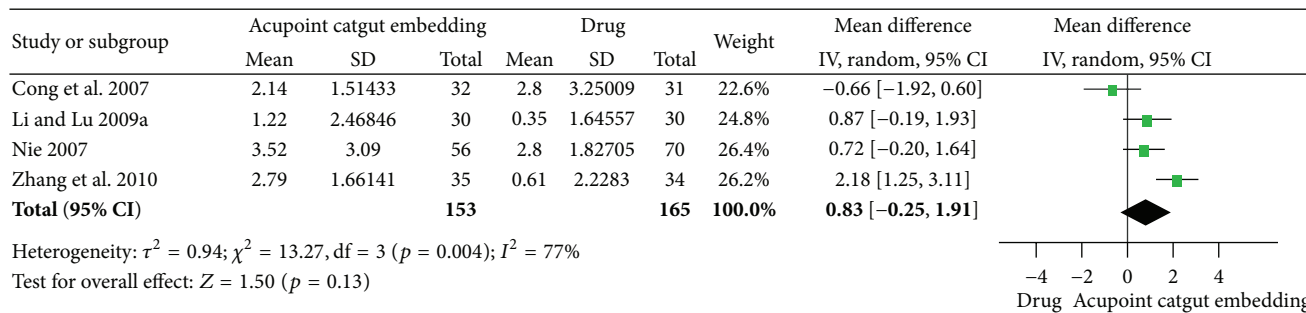 Study or subgroup Acupoint catgut embedding Drug Weight Mean difference Mean difference
Mean SD Total Mean SD Total IV, random, 95% CI IV, random, 95% CI
Cong et al. 2007 2.14 1.51433 32 2.8 3.25009 31 22.6% −0.66 [−1.92, 0.60]
Li and Lu 2009a 1.22 2.46846 30 0.35 1.64557 30 24.8% 0.87 [−0.19, 1.93]
Nie 2007 3.52 3.09 56 2.8 1.82705 70 26.4% 0.72 [−0.20, 1.64]
Zhang et al. 2010 2.79 1.66141 35 0.61 2.2283 34 26.2% 2.18 [1.25, 3.11]
Total (95% CI) 153 165 100.0% 0.83 [−0.25, 1.91]
Heterogeneity: τ² = 0.94; χ² = 13.27, df = 3 (p = 0.004); I² = 77%
Test for overall effect: Z = 1.50 (p = 0.13)
−4 −2 0 2 4
Drug Acupoint catgut embedding